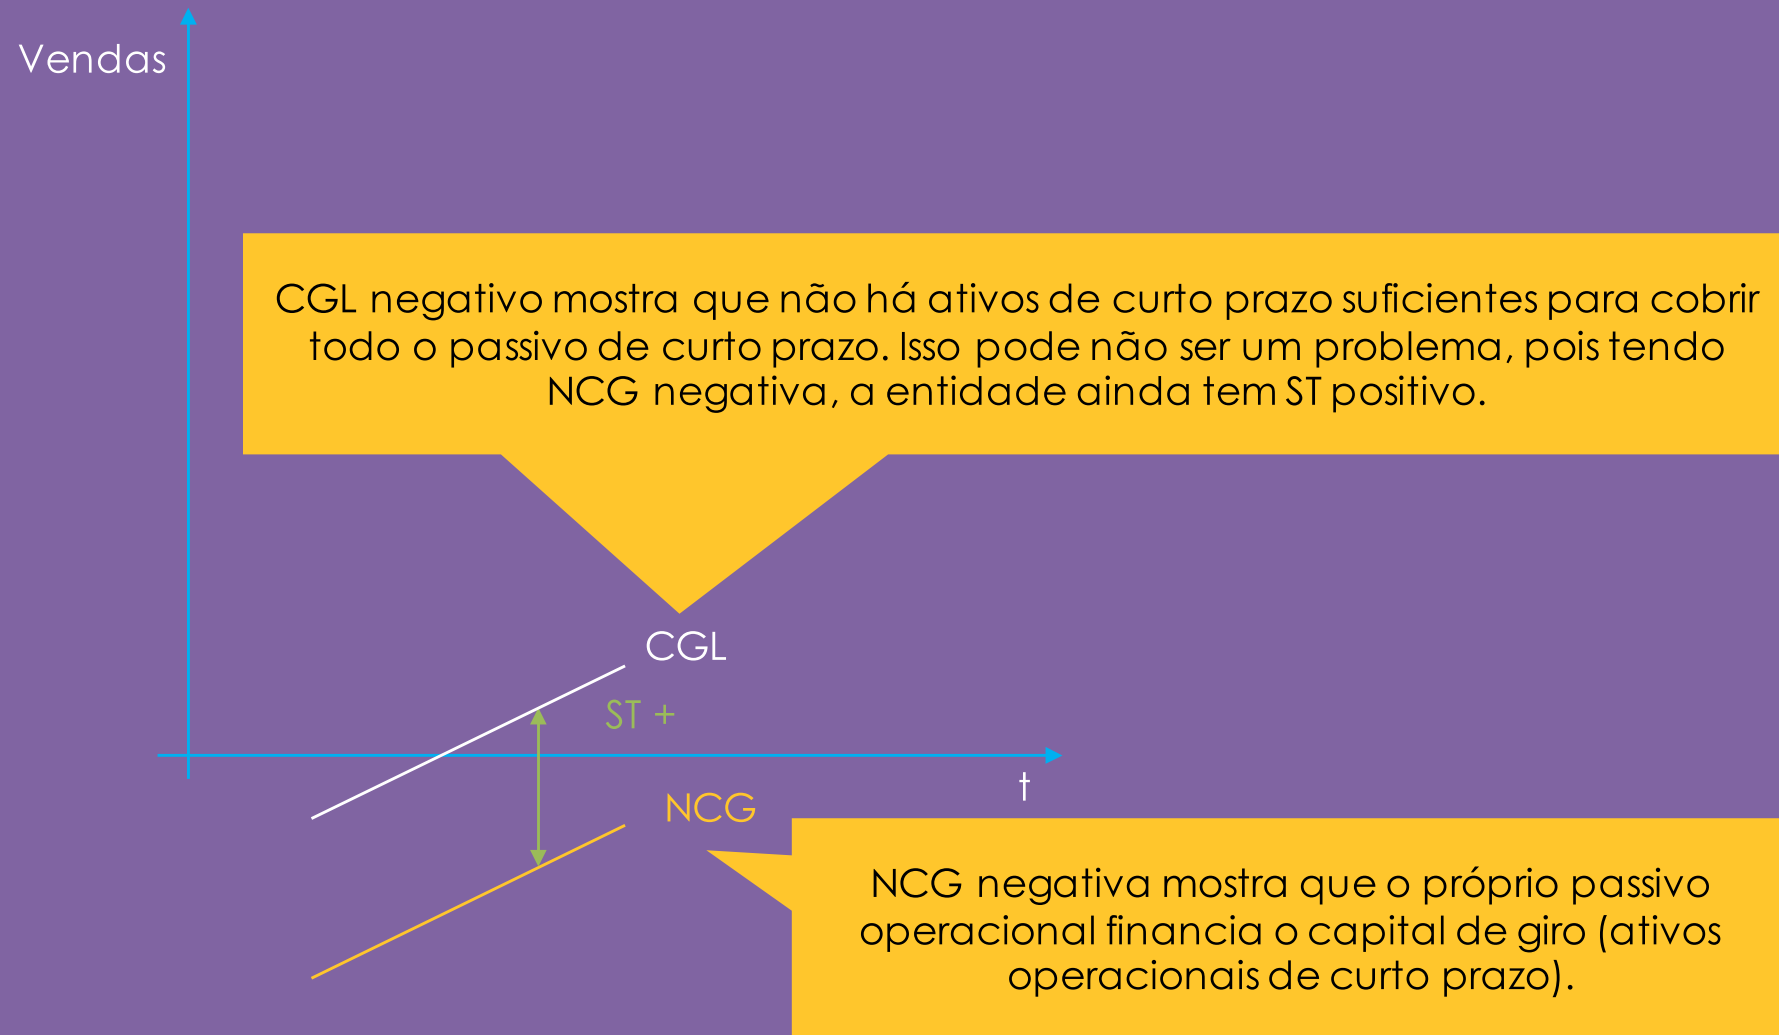 Vendas
CGL negativo mostra que não há ativos de curto prazo suficientes para cobrir
todo o passivo de curto prazo. Isso pode não ser um problema, pois tendo
NCG negativa, a entidade ainda tem ST positivo.
CGL
ST +
t
NCG
NCG negativa mostra que o próprio passivo
operacional financia o capital de giro (ativos
operacionais de curto prazo).